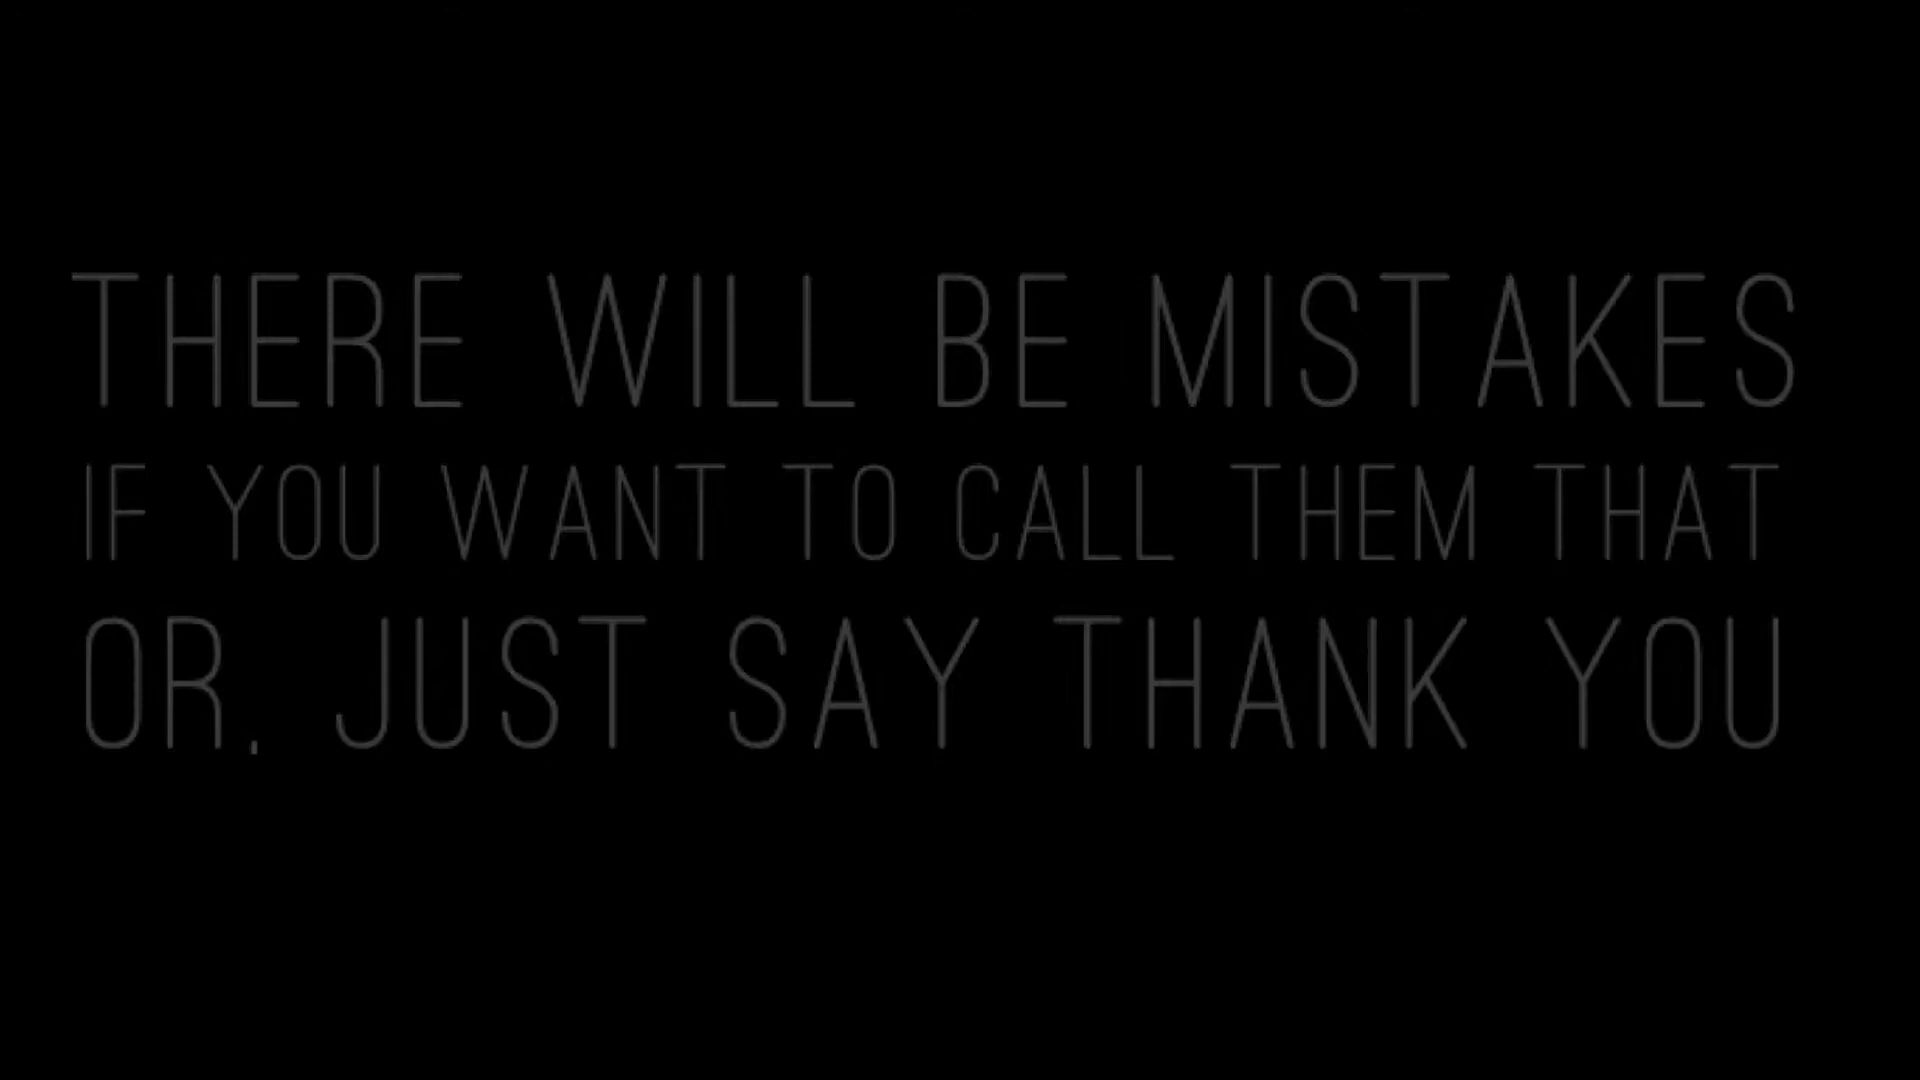 THERE WILL BE MISTAKES
IF YOU WANT TO CALL THEM THAT
OR, JUST SAY THANK YOU